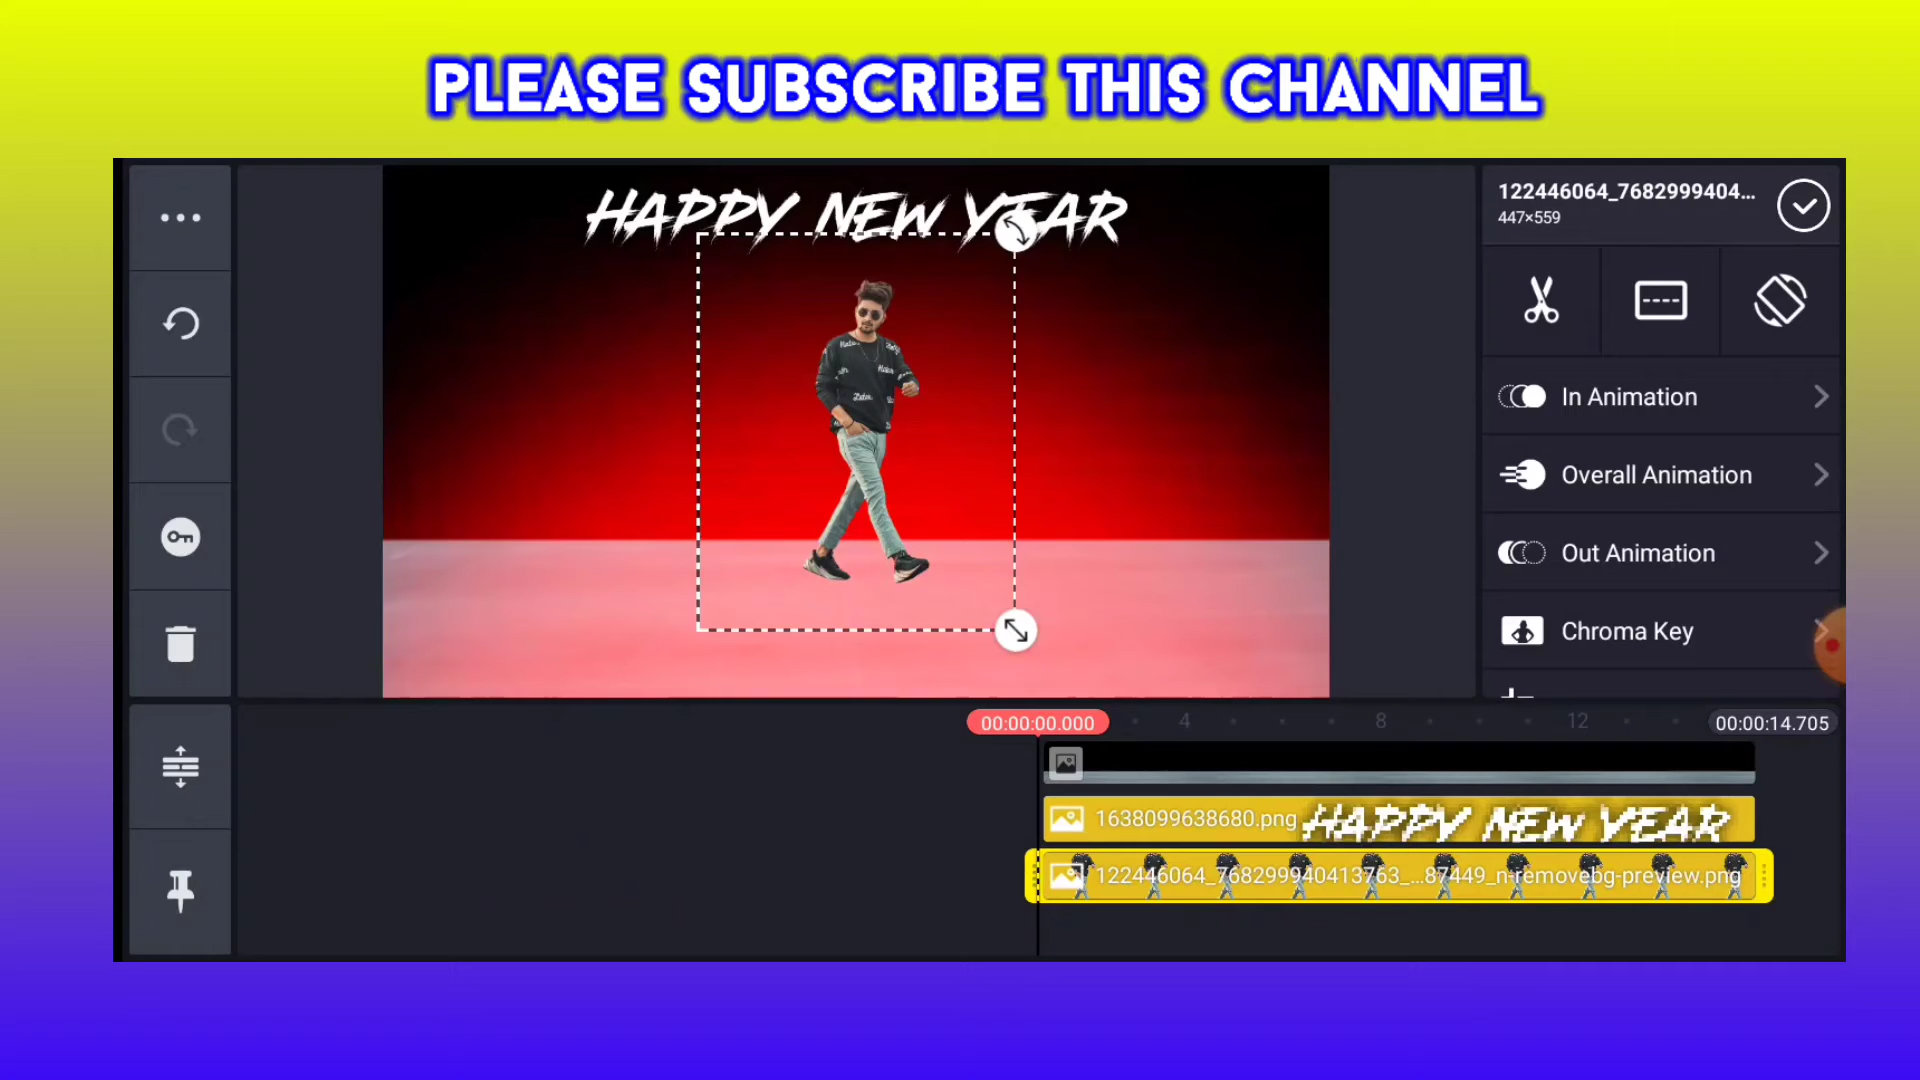 PLEASE SUBSCRIBE THIS CHANNEL
HAPPY NEW YEAR
122446064_7682999404...
447×559
In Animation
Overall Animation
Out Animation
Chroma Key
00:00:00.000
4
8
12
00:00:14.705
1638099638680.png
HAPPY NEW YEAR
122446064_768299940413763_...87449_n-removebg-preview.png